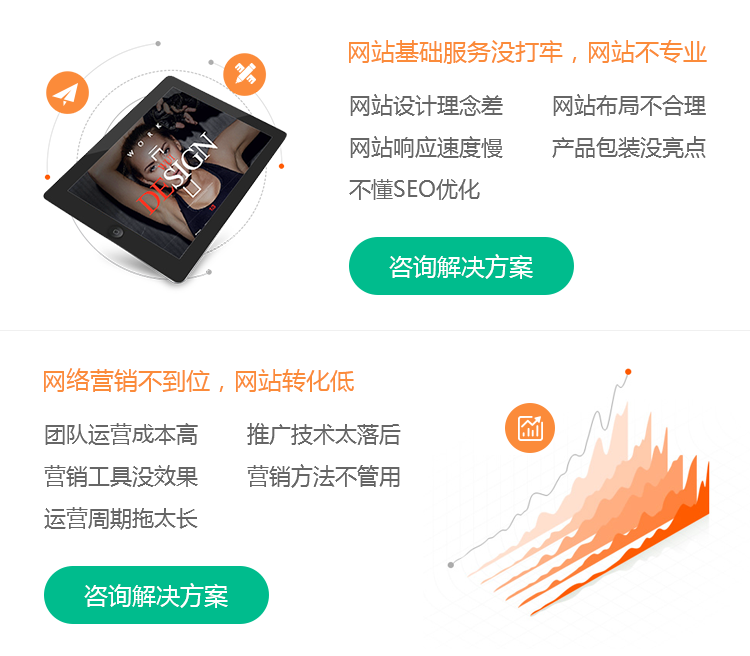 网站基础服务没打牢，网站不专业
网站设计理念差 网站布局不合理
网站响应速度慢 产品包装没亮点
不懂SEO优化
咨询解决方案
WORK
DESIGN
网络营销不到位，网站转化低
团队运营成本高 推广技术太落后
营销工具没效果 营销方法不管用
运营周期拖太长
咨询解决方案